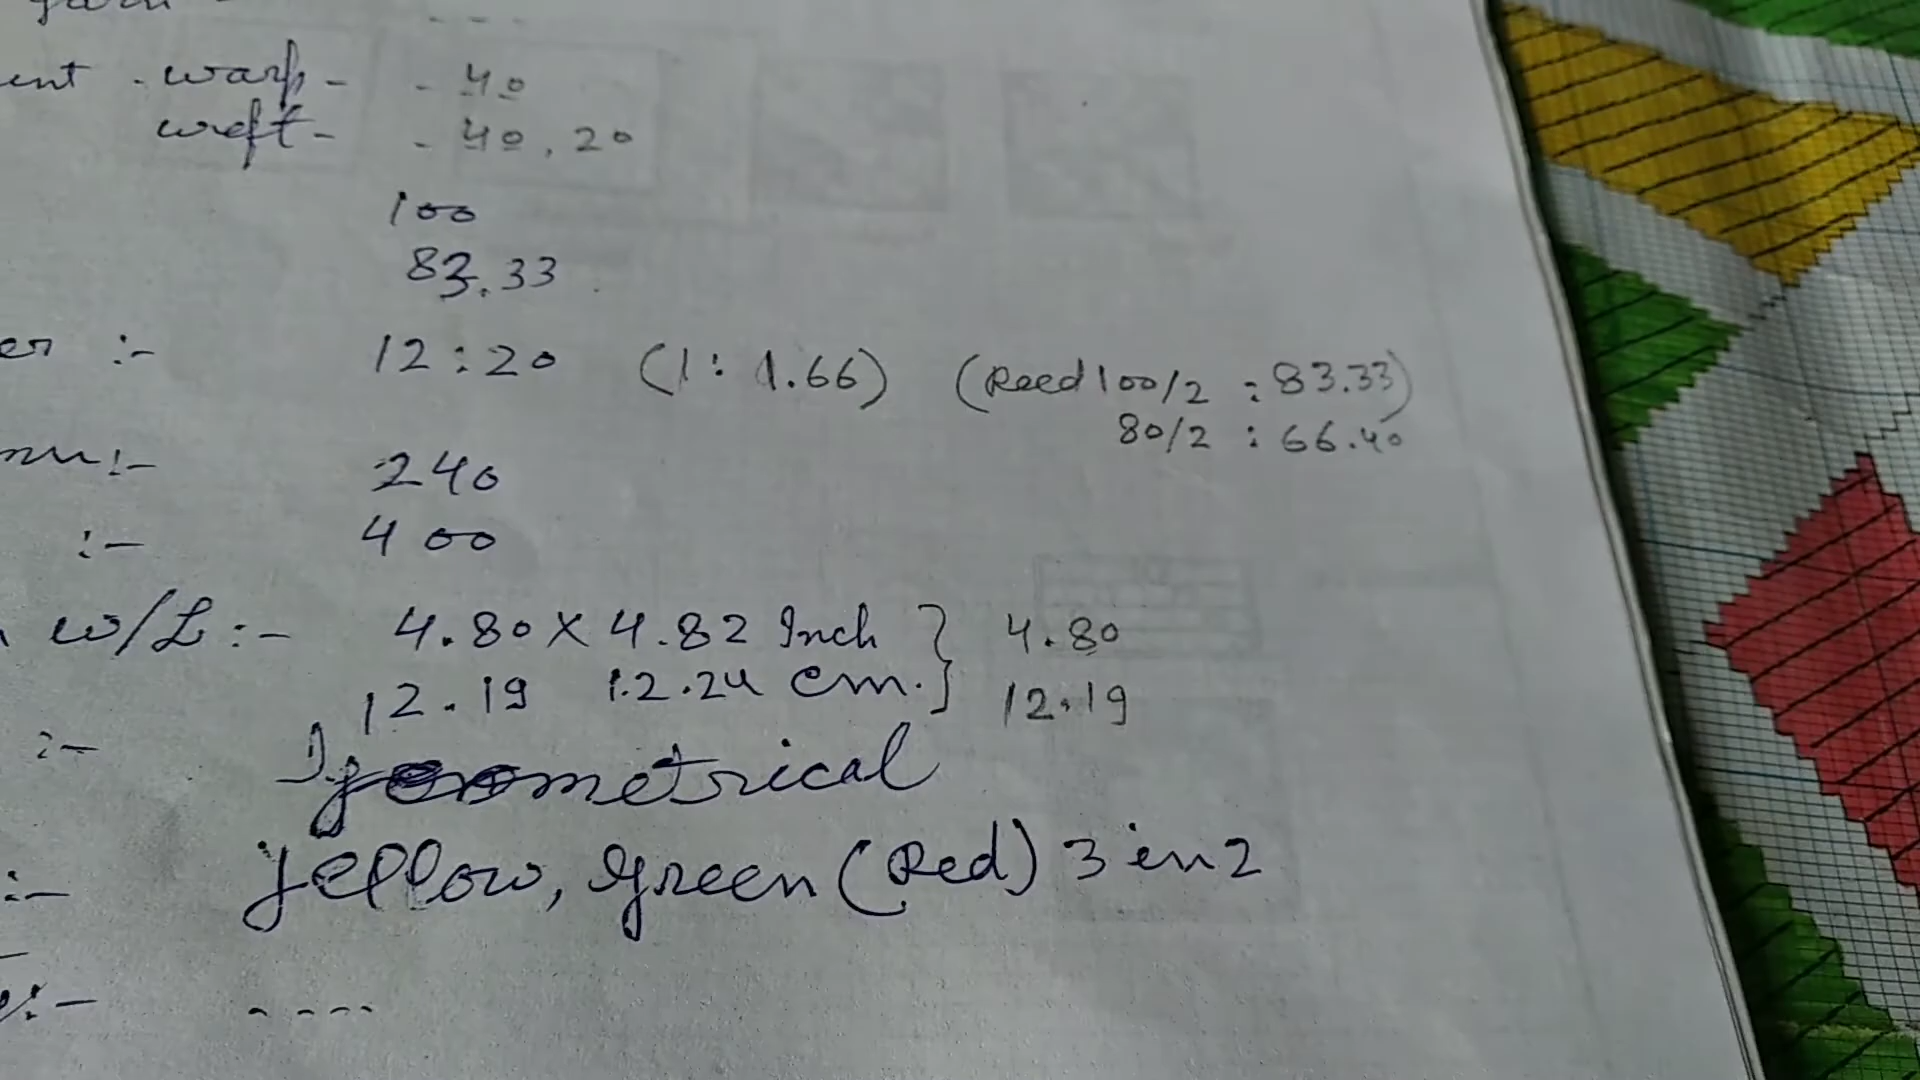 - - -
warp - - 40
weft - - 40, 20
100
83.33
:- 12:20 (1: 1.66) (Reed 100/2 : 83.33)
80/2 : 66.40
:- 240
:- 400
W/L :- 4.80 X 4.82 Inch } 4.80
12.19 12.24 cm. } 12.19
:- Geometrical
:- yellow, green (Red) 3 in 2
:- - - - -